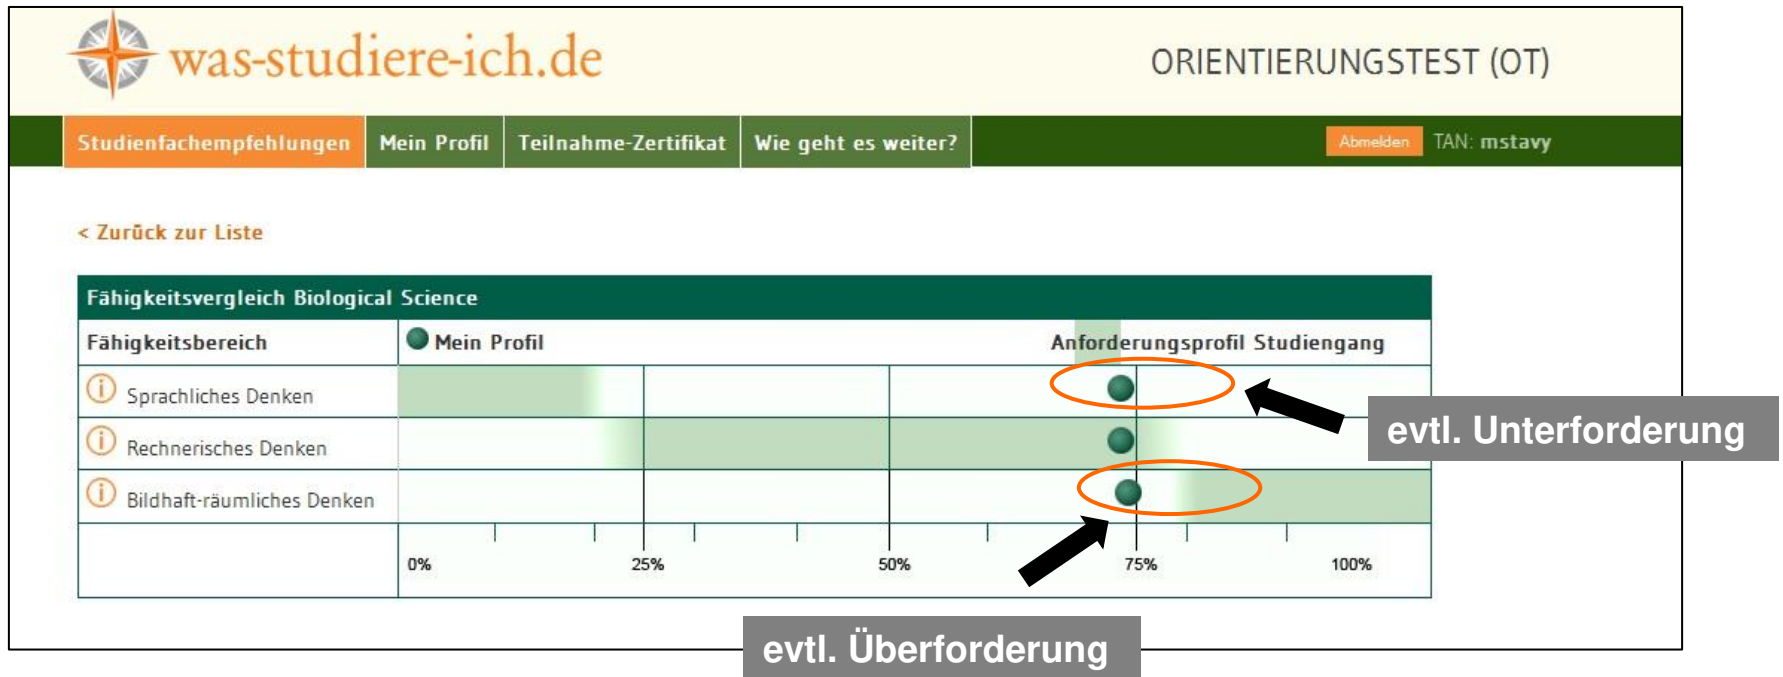 was-studiere-ich.de
ORIENTIERUNGSTEST (OT)
Studienfachempfehlungen Mein Profil Teilnahme-Zertifikat Wie geht es weiter? Abmelden TAN: mstavy
< Zurück zur Liste
Fähigkeitsvergleich Biological Science
Fähigkeitsbereich Mein Profil Anforderungsprofil Studiengang
Sprachliches Denken
evtl. Unterforderung
Rechnerisches Denken
Bildhaft-räumliches Denken
0% 25% 50% 75% 100%
evtl. Überforderung